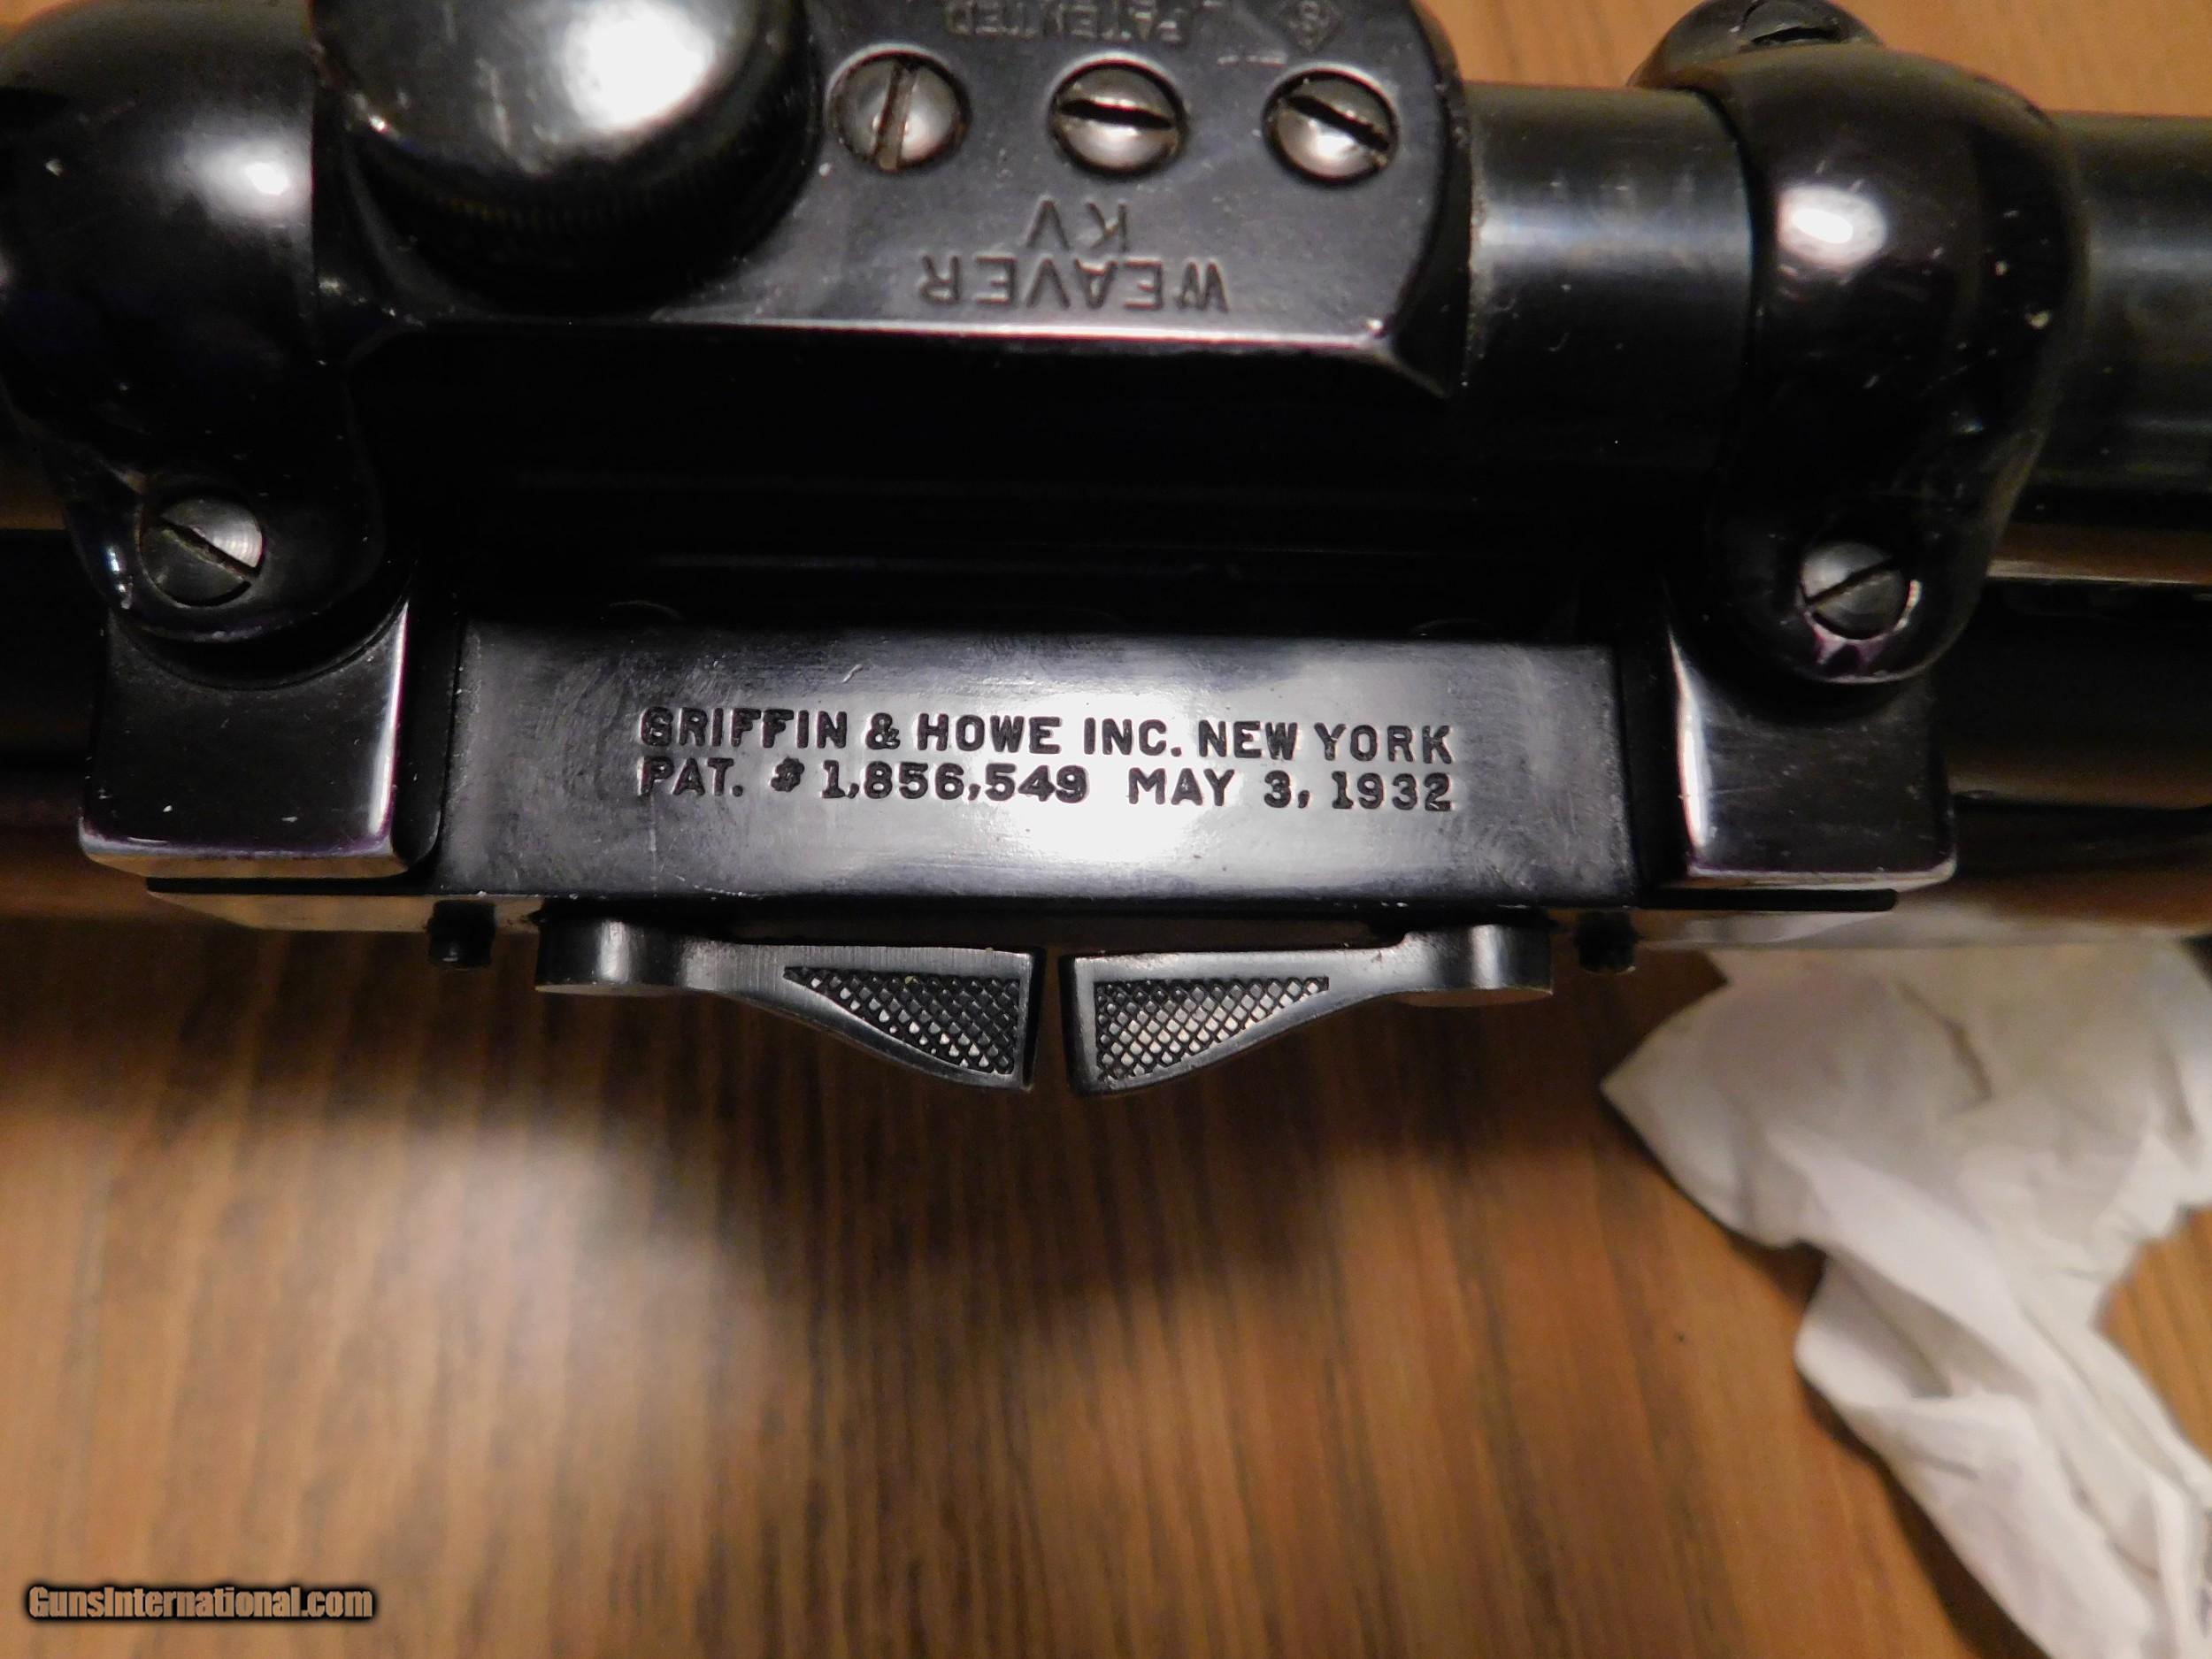 PATENTED
WEAVER
KV
GRIFFIN & HOWE INC. NEW YORK
PAT. # 1,856,549 MAY 3, 1932
GunsInternational.com